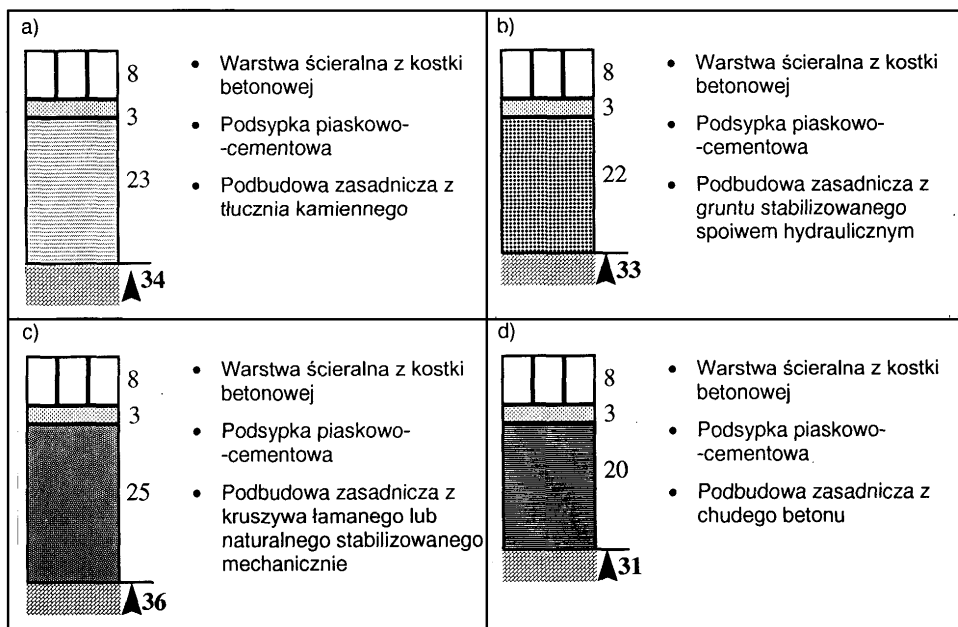 a)
8
3
23
34
• Warstwa ścieralna z kostki
betonowej
• Podsypka piaskowo-
-cementowa
• Podbudowa zasadnicza z
tłucznia kamiennego
b)
8
3
22
33
• Warstwa ścieralna z kostki
betonowej
• Podsypka piaskowo-
-cementowa
• Podbudowa zasadnicza z
gruntu stabilizowanego
spoiwem hydraulicznym
c)
8
3
25
36
• Warstwa ścieralna z kostki
betonowej
• Podsypka piaskowo-
-cementowa
• Podbudowa zasadnicza z
kruszywa łamanego lub
naturalnego stabilizowanego
mechanicznie
d)
8
3
20
31
• Warstwa ścieralna z kostki
betonowej
• Podsypka piaskowo-
-cementowa
• Podbudowa zasadnicza z
chudego betonu